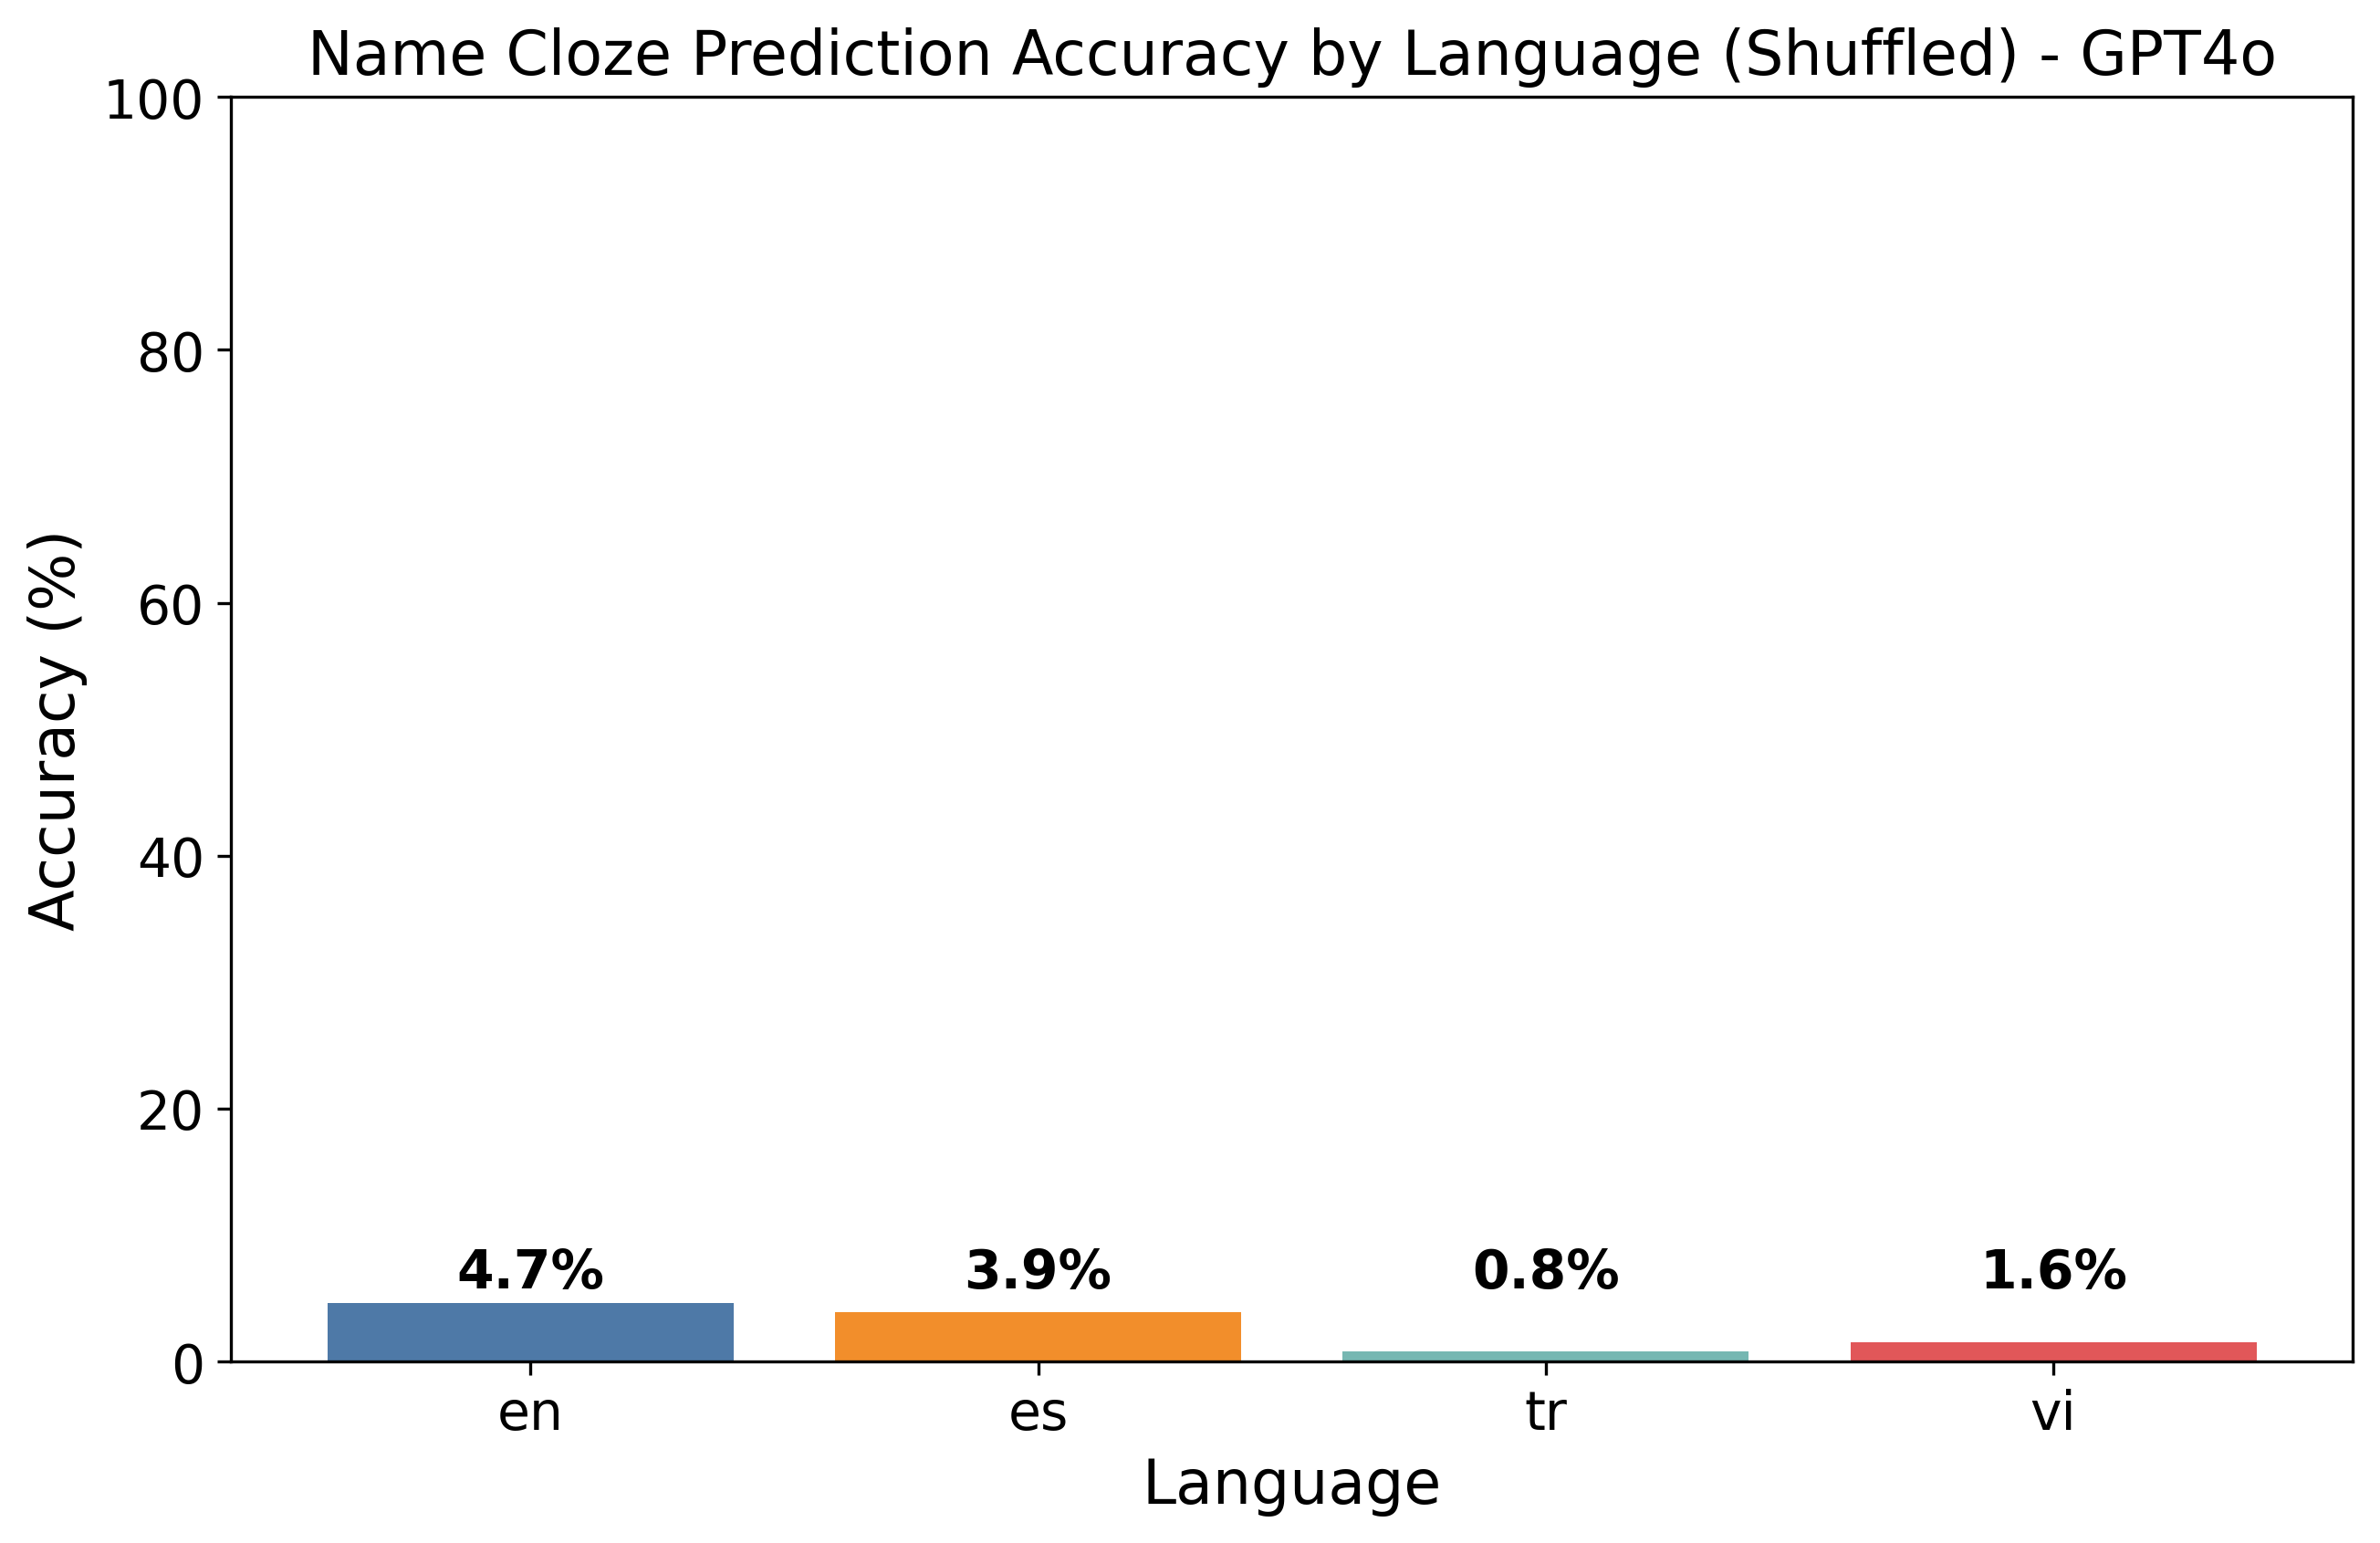 Name Cloze Prediction Accuracy by Language (Shuffled) - GPT4o
Accuracy (%)
100
80
60
40
20
0
4.7%
3.9%
0.8%
1.6%
en
es
tr
vi
Language